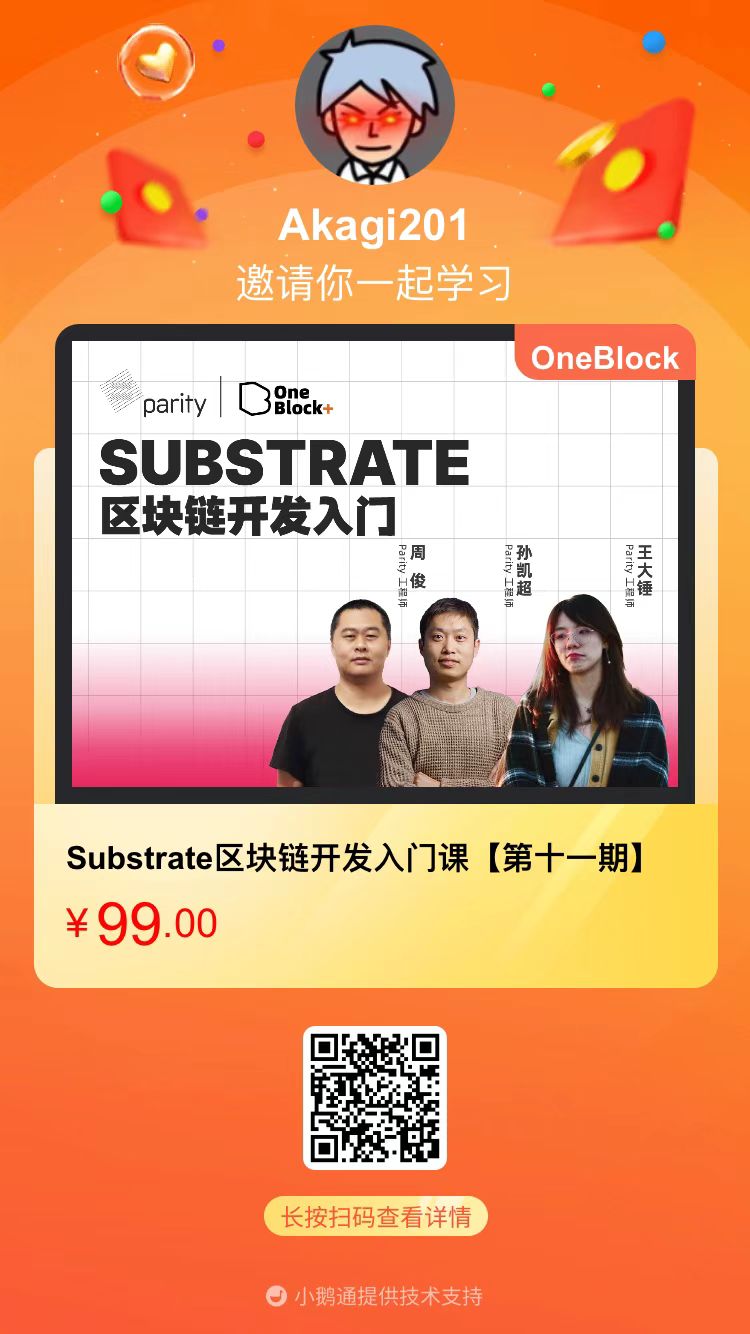 Akagi201
邀请你一起学习
OneBlock
parity
One
Block+
SUBSTRATE
区块链开发入门
周俊
Parity 工程师
孙凯超
Parity 工程师
王大锤
Parity 工程师
Substrate区块链开发入门课【第十一期】
¥99.00
长按扫码查看详情
小鹅通提供技术支持